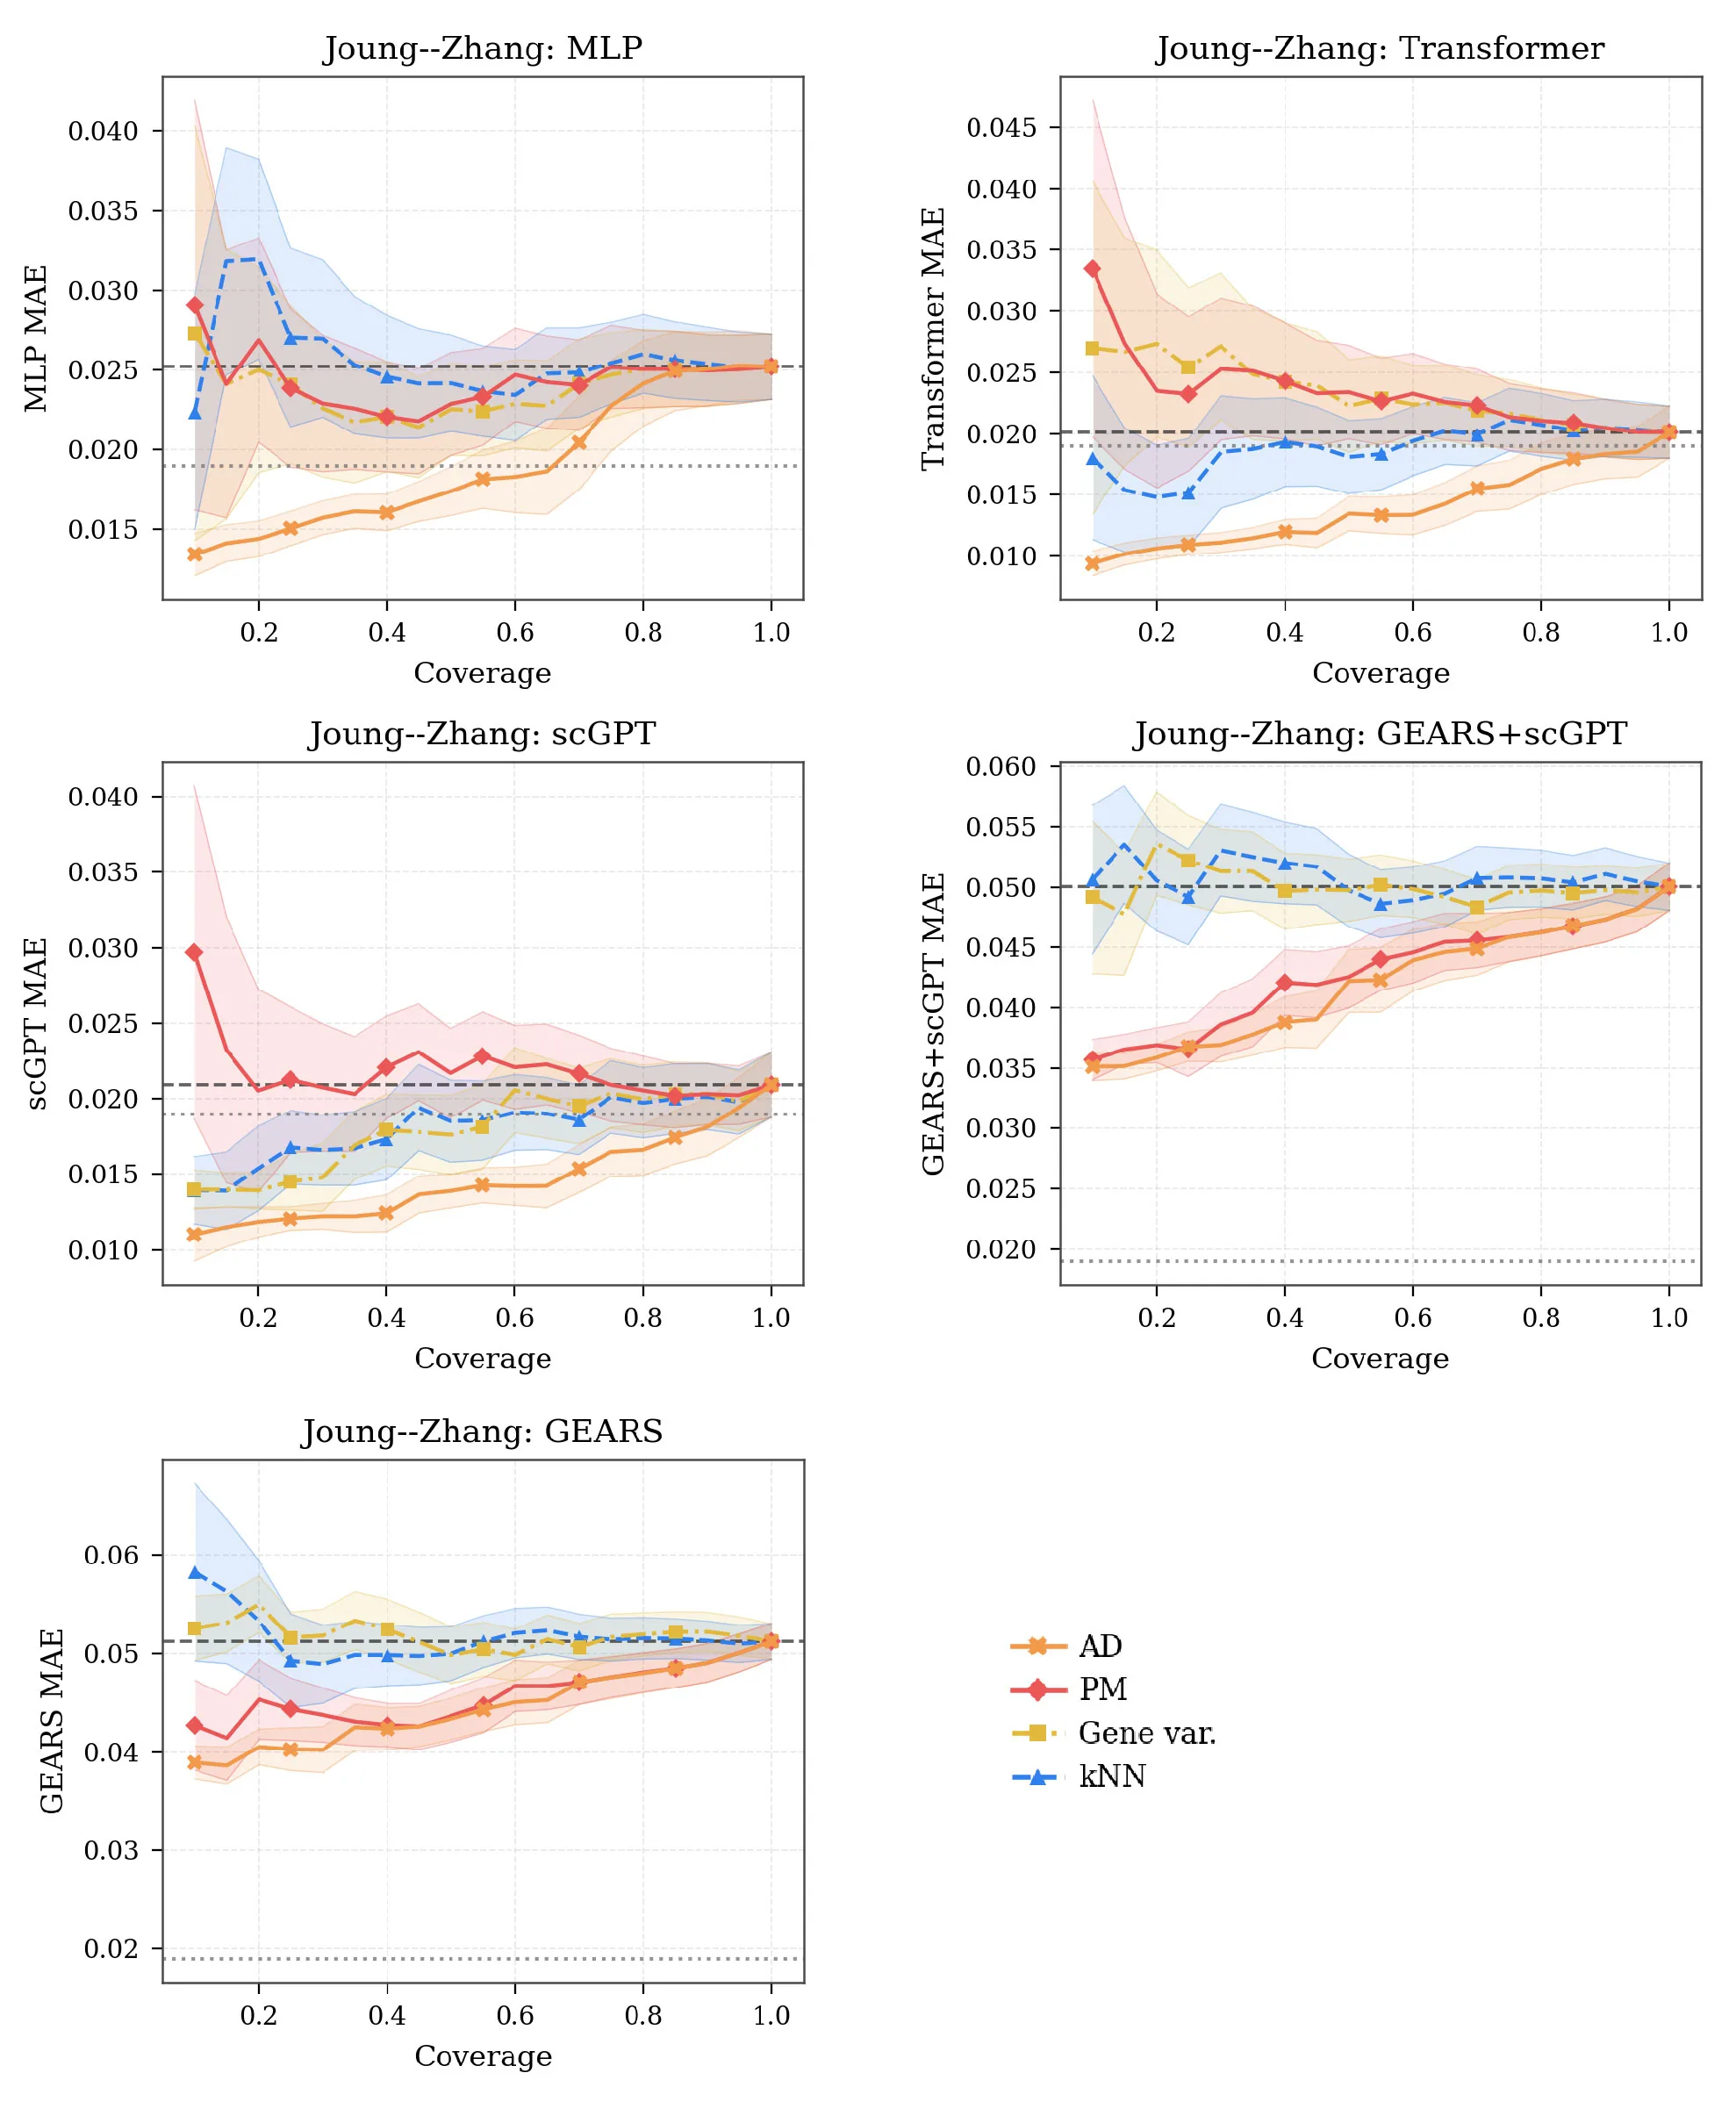 Joung--Zhang: MLP
MLP MAE
0.040
0.035
0.030
0.025
0.020
0.015
0.2 0.4 0.6 0.8 1.0
Coverage
Joung--Zhang: Transformer
Transformer MAE
0.045
0.040
0.035
0.030
0.025
0.020
0.015
0.010
0.2 0.4 0.6 0.8 1.0
Coverage
Joung--Zhang: scGPT
scGPT MAE
0.040
0.035
0.030
0.025
0.020
0.015
0.010
0.2 0.4 0.6 0.8 1.0
Coverage
Joung--Zhang: GEARS+scGPT
GEARS+scGPT MAE
0.060
0.055
0.050
0.045
0.040
0.035
0.030
0.025
0.020
0.2 0.4 0.6 0.8 1.0
Coverage
Joung--Zhang: GEARS
GEARS MAE
0.06
0.05
0.04
0.03
0.02
0.2 0.4 0.6 0.8 1.0
Coverage
AD
PM
Gene var.
kNN